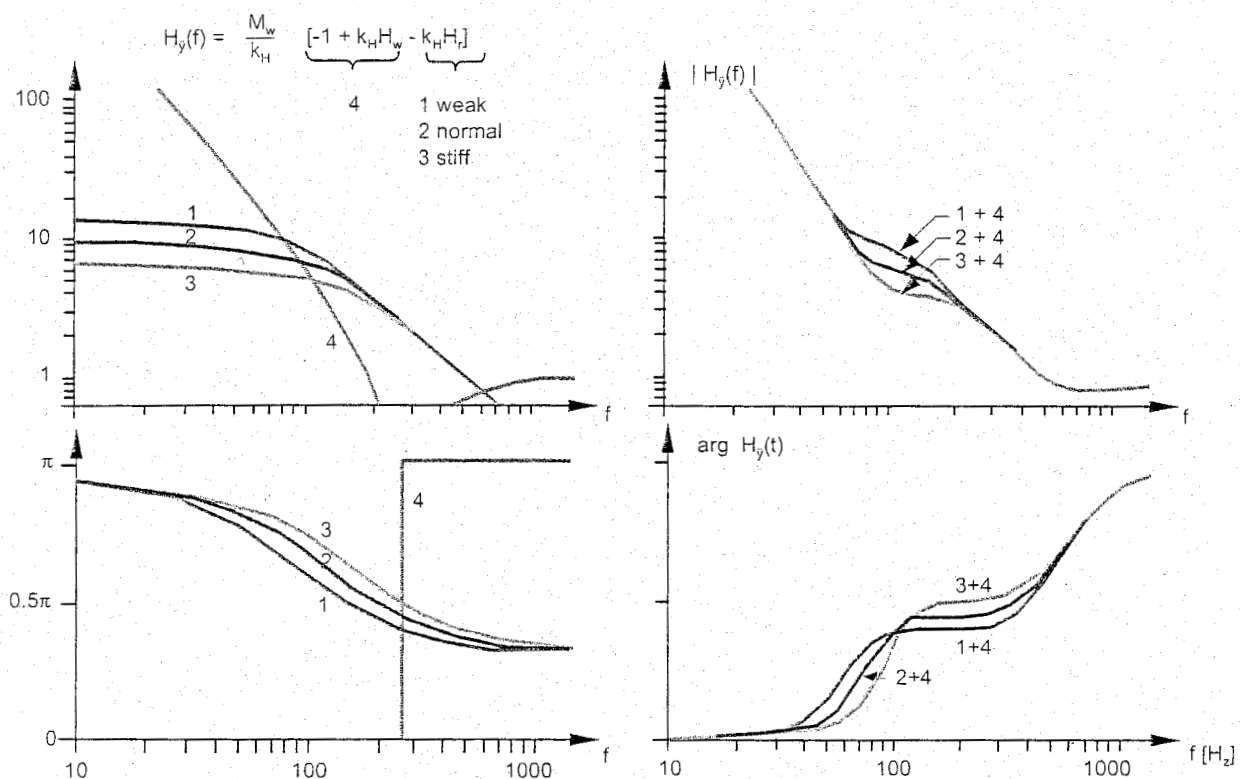 H_ÿ(f) = M_w / k_H [-1 + k_H H_w - k_H H_r]
4
1 weak
2 normal
3 stiff
100
10
1
1
2
3
4
f
| H_ÿ(f) |
1 + 4
2 + 4
3 + 4
f
π
0.5π
0
3
2
1
4
10
100
1000
f
arg H_ÿ(t)
3+4
1+4
2+4
10
100
1000
f [H_z]